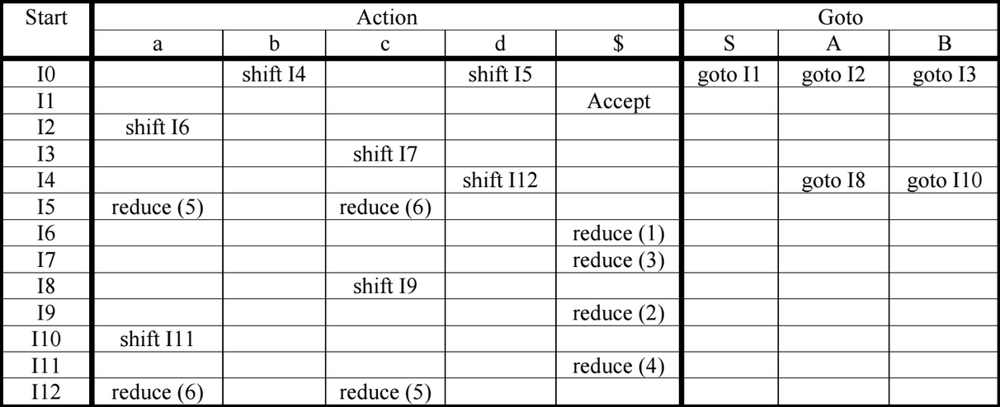 Start Action Goto
a b c d $ S A B
I0 shift I4 shift I5 goto I1 goto I2 goto I3
I1 Accept
I2 shift I6
I3 shift I7
I4 shift I12 goto I8 goto I10
I5 reduce (5) reduce (6)
I6 reduce (1)
I7 reduce (3)
I8 shift I9
I9 reduce (2)
I10 shift I11
I11 reduce (4)
I12 reduce (6) reduce (5)